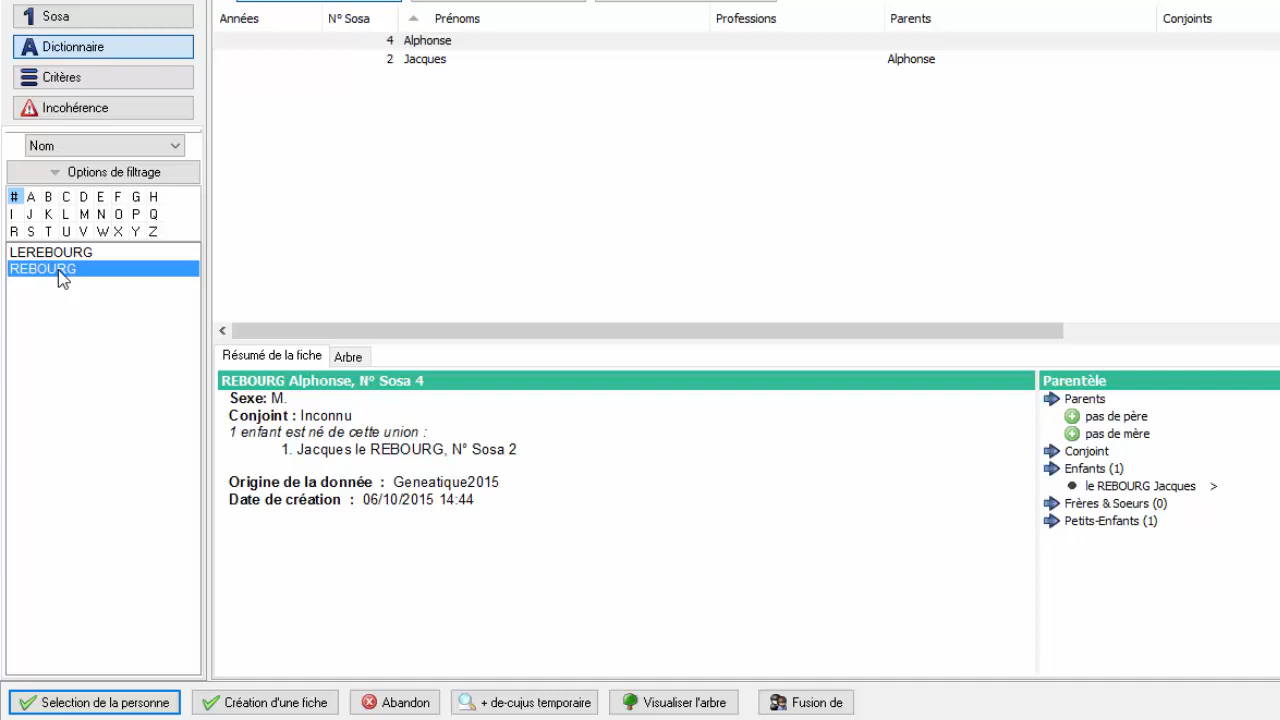 Sosa
Dictionnaire
Critères
Incohérence
Nom
Options de filtrage
# A B C D E F G H
I J K L M N O P Q
R S T U V W X Y Z
LEREBOURG
REBOURG
Années N° Sosa Prénoms Professions Parents Conjoints
4 Alphonse
2 Jacques Alphonse
Résumé de la fiche Arbre
REBOURG Alphonse, N° Sosa 4
Sexe: M.
Conjoint : Inconnu
1 enfant est né de cette union :
1. Jacques le REBOURG, N° Sosa 2
Origine de la donnée : Geneatique2015
Date de création : 06/10/2015 14:44
Parentèle
Parents
pas de père
pas de mère
Conjoint
Enfants (1)
le REBOURG Jacques >
Frères & Soeurs (0)
Petits-Enfants (1)
Selection de la personne Création d'une fiche Abandon + de-cujus temporaire Visualiser l'arbre Fusion de